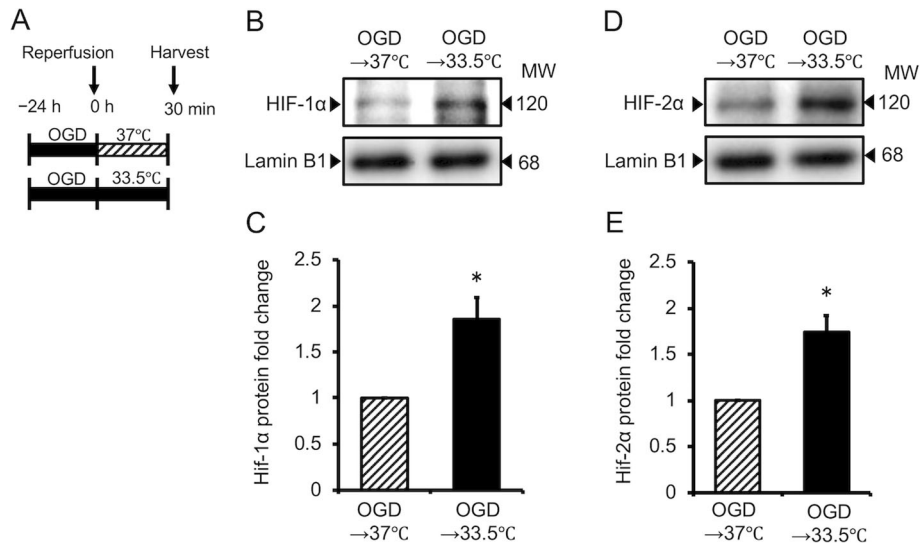 A
Reperfusion Harvest
−24 h 0 h 30 min
OGD 37℃
OGD 33.5℃
B
OGD →37℃ OGD →33.5℃
MW
HIF-1α 120
Lamin B1 68
C
Hif-1α protein fold change
2.5
2
1.5
1
0.5
0
*
OGD →37℃ OGD →33.5℃
D
OGD →37℃ OGD →33.5℃
MW
HIF-2α 120
Lamin B1 68
E
Hif-2α protein fold change
2.5
2
1.5
1
0.5
0
*
OGD →37℃ OGD →33.5℃